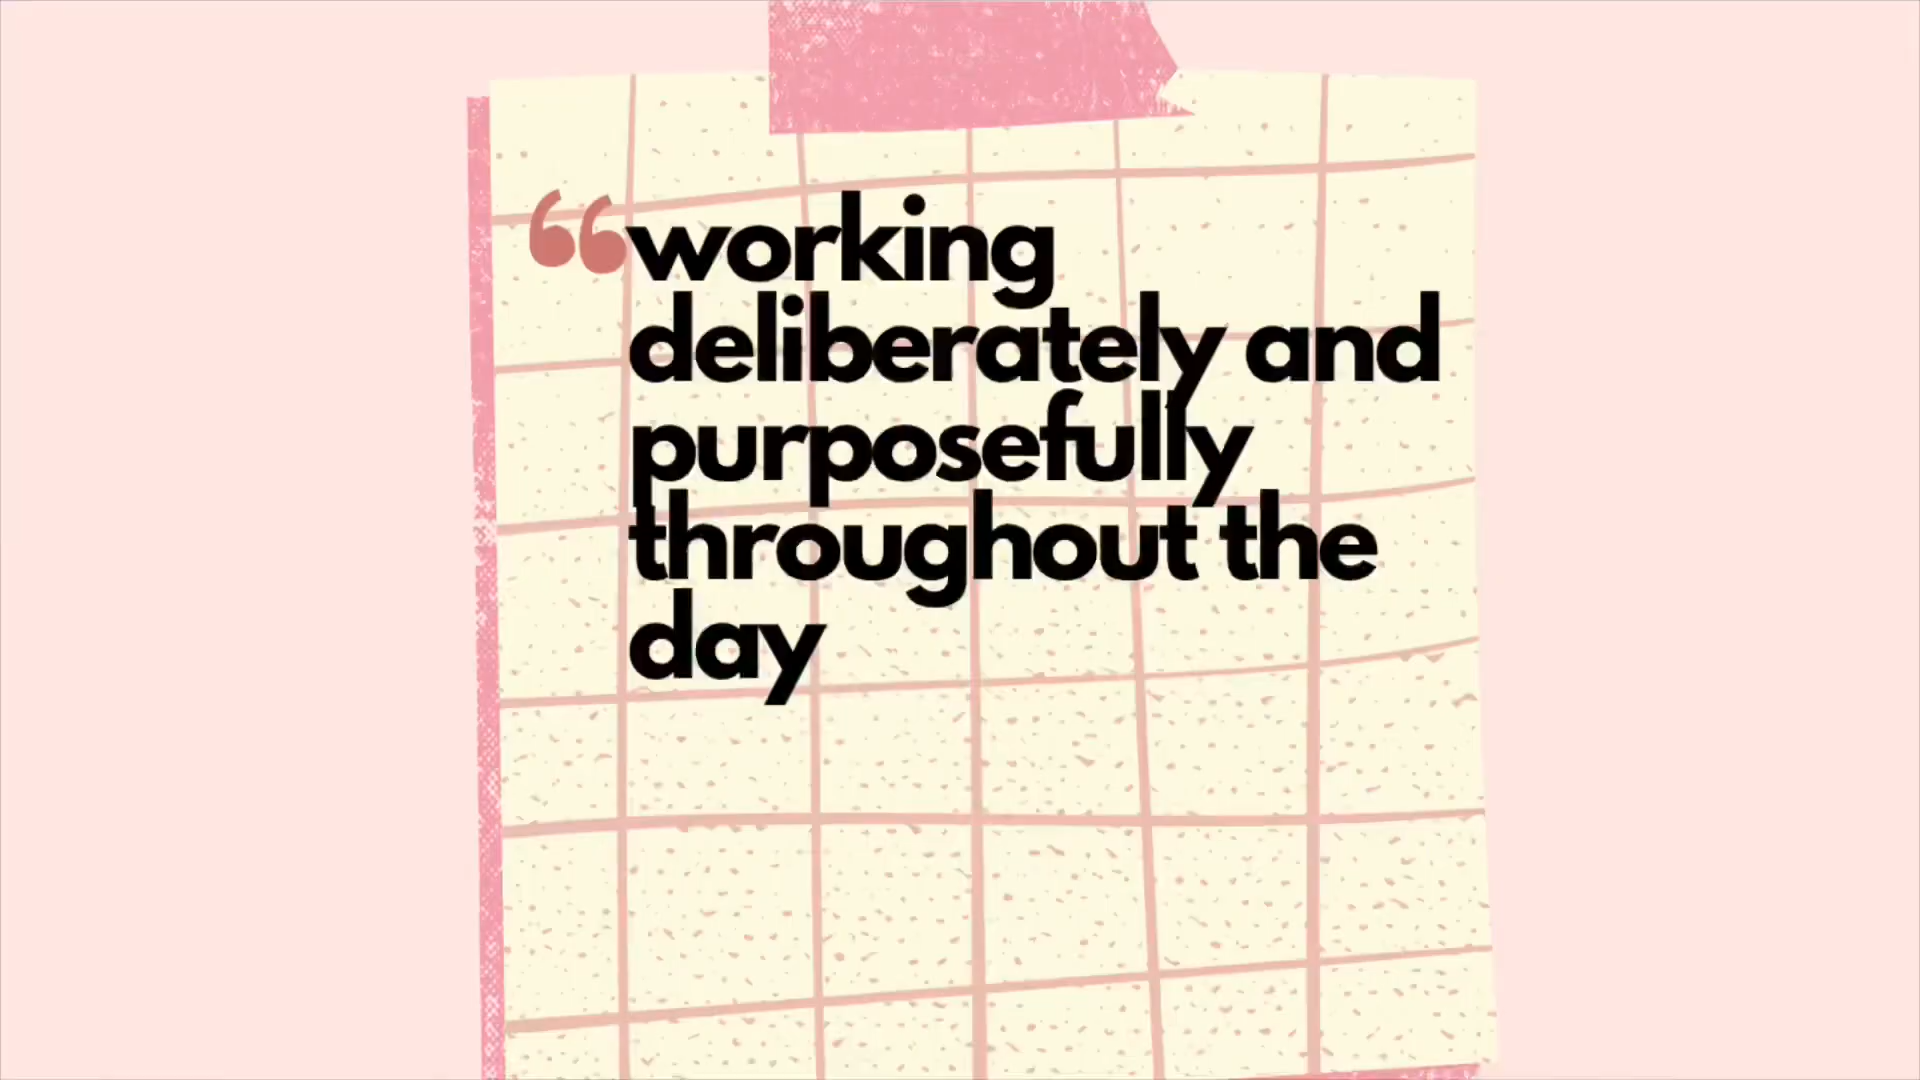 “working
deliberately and
purposefully
throughout the
day